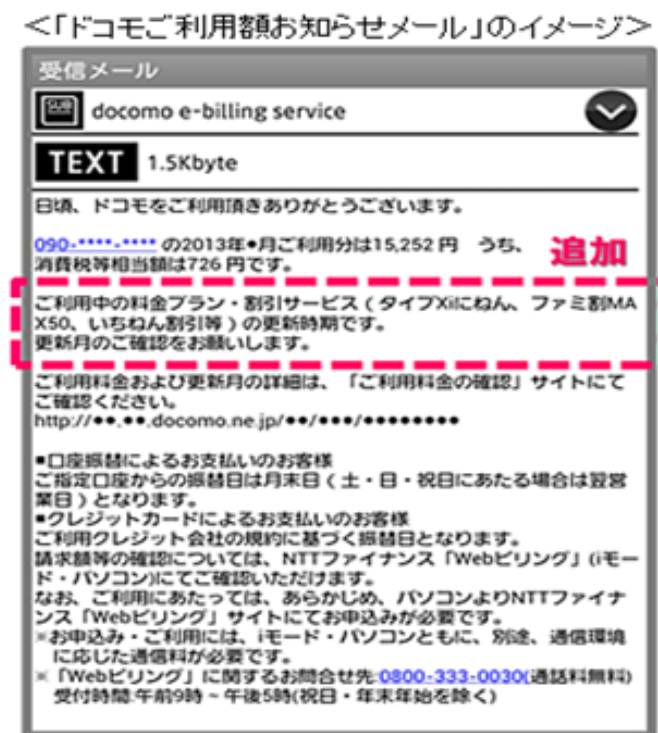 <「ドコモご利用額お知らせメール」のイメージ>
受信メール
docomo e-billing service
TEXT 1.5Kbyte
日頃、ドコモをご利用頂きありがとうございます。
090-****-**** の2013年●月ご利用分は15,252 円　うち、
消費税等相当額は726 円です。
追加
ご利用中の料金プラン・割引サービス ( タイプXiにねん、ファミ割MA
X50、いちねん割引等 ) の更新時期です。
更新月のご確認をお願いします。
ご利用料金および更新月の詳細は、「ご利用料金の確認」サイトにて
ご確認ください。
http://●●.●●.docomo.ne.jp/●●/●●●/●●●●●●●●
■口座振替によるお支払いのお客様
ご指定口座からの振替日は月末日 ( 土・日・祝日にあたる場合は翌営
業日 ) となります。
■クレジットカードによるお支払いのお客様
ご利用クレジット会社の規約に基づく振替日となります。
請求額等の確認については、NTTファイナンス「Webビリング」(iモー
ド・パソコン)にてご確認いただけます。
なお、ご利用にあたっては、あらかじめ、パソコンよりNTTファイナ
ンス「Webビリング」サイトにてお申込みが必要です。
※お申込み・ご利用には、iモード・パソコンともに、別途、通信環境
に応じた通信料が必要です。
※「Webビリング」に関するお問合せ先:0800-333-0030(通話料無料)
受付時間:午前9時 ~ 午後5時(祝日・年末年始を除く)